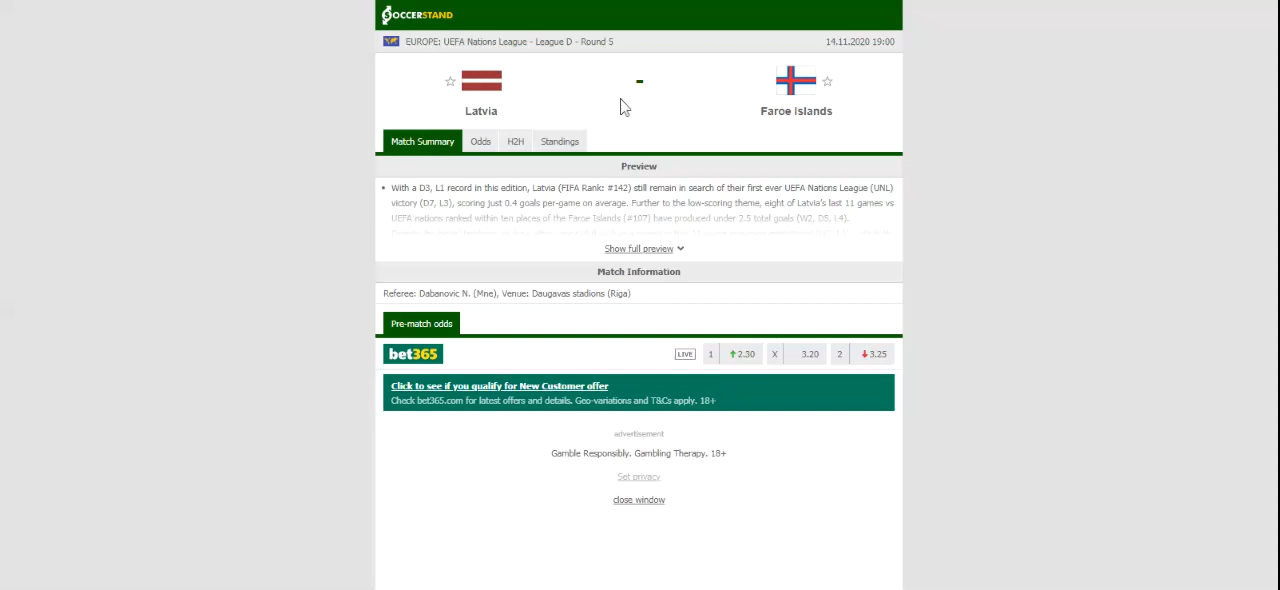 SOCCERSTAND
EUROPE: UEFA Nations League - League D - Round 5 14.11.2020 19:00
-
Latvia Faroe Islands
Match Summary Odds H2H Standings
Preview
• With a D3, L1 record in this edition, Latvia (FIFA Rank: #142) still remain in search of their first ever UEFA Nations League (UNL)
victory (D7, L3), scoring just 0.4 goals per-game on average. Further to the low-scoring theme, eight of Latvia's last 11 games vs
UEFA nations ranked within ten places of the Faroe Islands (#107) have produced under 2.5 total goals (W2, D5, L4).
Show full preview
Match Information
Referee: Dabanovic N. (Mne), Venue: Daugavas stadions (Riga)
Pre-match odds
bet365 LIVE 1 2.30 X 3.20 2 3.25
Click to see if you qualify for New Customer offer
Check bet365.com for latest offers and details. Geo-variations and T&Cs apply. 18+
advertisement
Gamble Responsibly. Gambling Therapy. 18+
Set privacy
close window